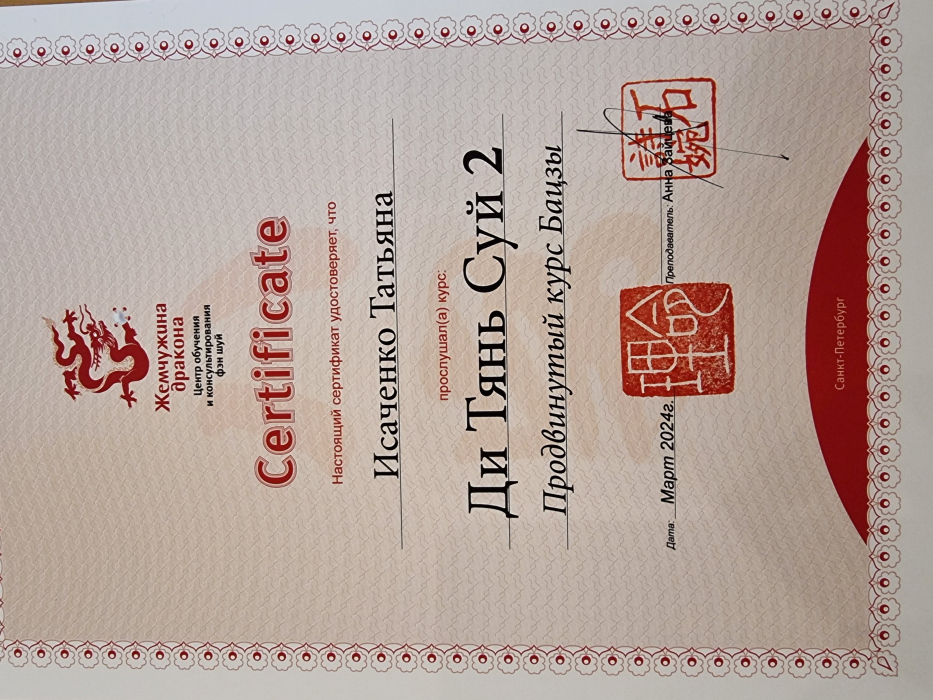 Жемчужина
дракона
Центр обучения
и консультирования
фэн шуй
Certificate
Настоящий сертификат удостоверяет, что
Исаченко Татьяна
прослушал(а) курс:
Ди Тянь Суй 2
Продвинутый курс Бацзы
Дата: Март 2024г. Преподаватель: Анна Зайцева
Санкт-Петербург